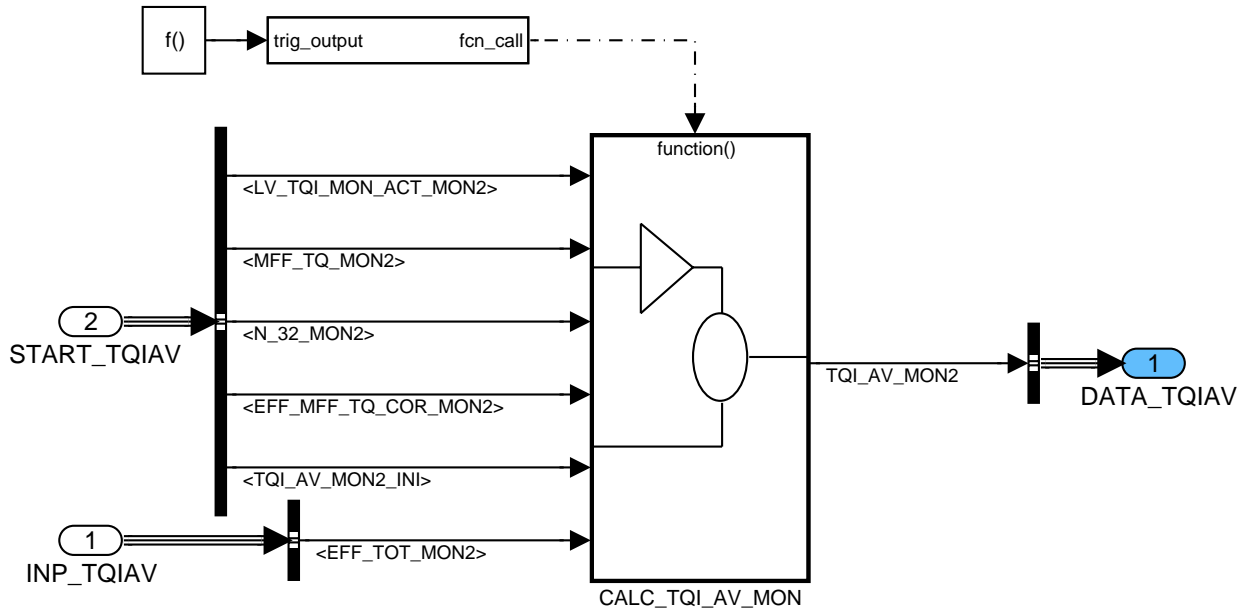 f()
trig_output fcn_call
function()
<LV_TQI_MON_ACT_MON2>
<MFF_TQ_MON2>
2
START_TQIAV
<N_32_MON2>
TQI_AV_MON2
1
DATA_TQIAV
<EFF_MFF_TQ_COR_MON2>
<TQI_AV_MON2_INI>
1
INP_TQIAV
<EFF_TOT_MON2>
CALC_TQI_AV_MON